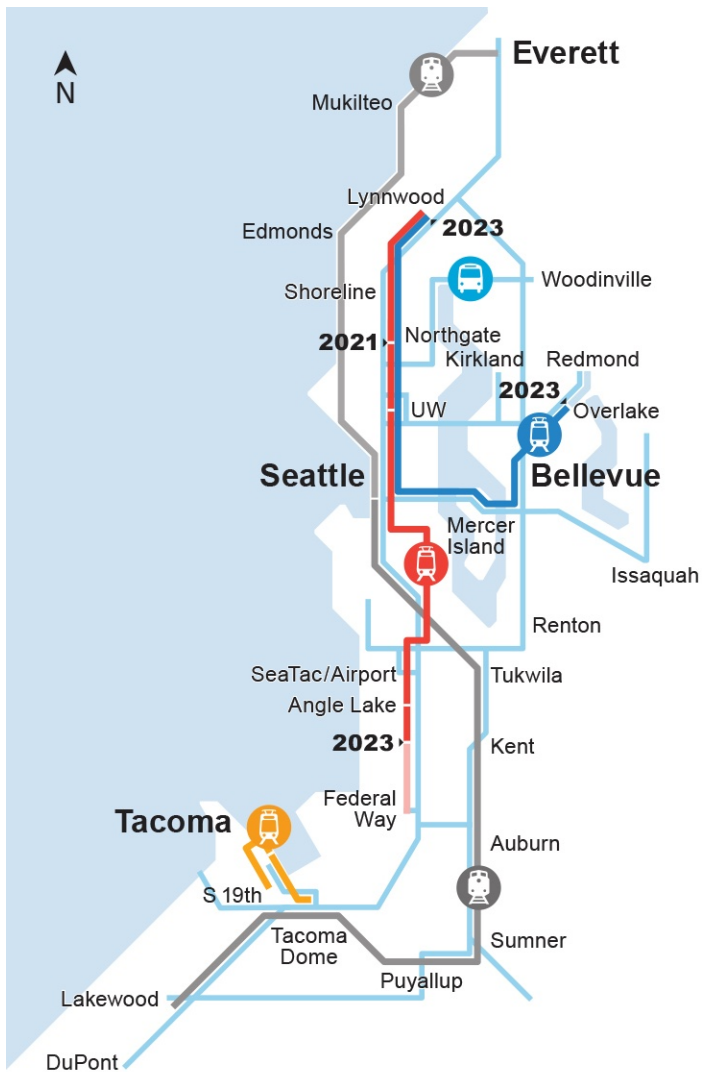 Everett
N
Mukilteo
Lynnwood
2023
Edmonds
Woodinville
Shoreline
2021
Northgate
Kirkland
Redmond
2023
UW
Overlake
Seattle
Bellevue
Mercer
Island
Issaquah
Renton
SeaTac/Airport
Tukwila
Angle Lake
2023
Kent
Federal
Way
Tacoma
Auburn
S 19th
Tacoma
Dome
Sumner
Puyallup
Lakewood
DuPont